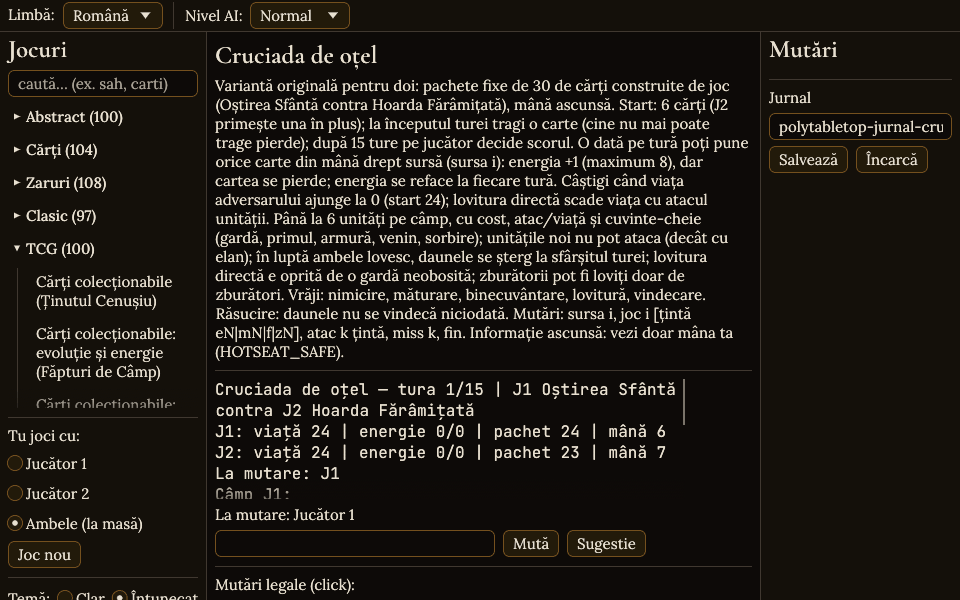 Limbă: Română ▼ Nivel AI: Normal ▼
Jocuri
caută... (ex. sah, carti)
▸ Abstract (100)
▸ Cărți (104)
▸ Zaruri (108)
▸ Clasic (97)
▾ TCG (100)
Cărți colecționabile
(Ținutul Cenușiu)
Cărți colecționabile:
evoluție și energie
(Făpturi de Câmp)
Cărți colecționabile:
Tu joci cu:
Jucător 1
Jucător 2
Ambele (la masă)
Joc nou
Temă: Clar Întunecat
Cruciada de oțel
Variantă originală pentru doi: pachete fixe de 30 de cărți construite de joc
(Oștirea Sfântă contra Hoarda Fărâmițată), mână ascunsă. Start: 6 cărți (J2
primește una în plus); la începutul turei tragi o carte (cine nu mai poate
trage pierde); după 15 ture pe jucător decide scorul. O dată pe tură poți pune
orice carte din mână drept sursă (sursa i): energia +1 (maximum 8), dar
cartea se pierde; energia se reface la fiecare tură. Câștigi când viața
adversarului ajunge la 0 (start 24); lovitura directă scade viața cu atacul
unității. Până la 6 unități pe câmp, cu cost, atac/viață și cuvinte-cheie
(gardă, primul, armură, venin, sorbire); unitățile noi nu pot ataca (decât cu
elan); în luptă ambele lovesc, daunele se șterg la sfârșitul turei; lovitura
directă e oprită de o gardă neobosită; zburătorii pot fi loviți doar de
zburători. Vrăji: nimicire, măturare, binecuvântare, lovitură, vindecare.
Răsucire: daunele nu se vindecă niciodată. Mutări: sursa i, joc i [țintă
eN|mN|f|zN], atac k țintă, miss k, fin. Informație ascunsă: vezi doar mâna ta
(HOTSEAT_SAFE).
Cruciada de oțel — tura 1/15 | J1 Oștirea Sfântă
contra J2 Hoarda Fărâmițată
J1: viață 24 | energie 0/0 | pachet 24 | mână 6
J2: viață 24 | energie 0/0 | pachet 23 | mână 7
La mutare: J1
Câmp J1:
La mutare: Jucător 1
Mută Sugestie
Mutări legale (click):
Mutări
Jurnal
polytabletop-jurnal-cru
Salvează Încarcă